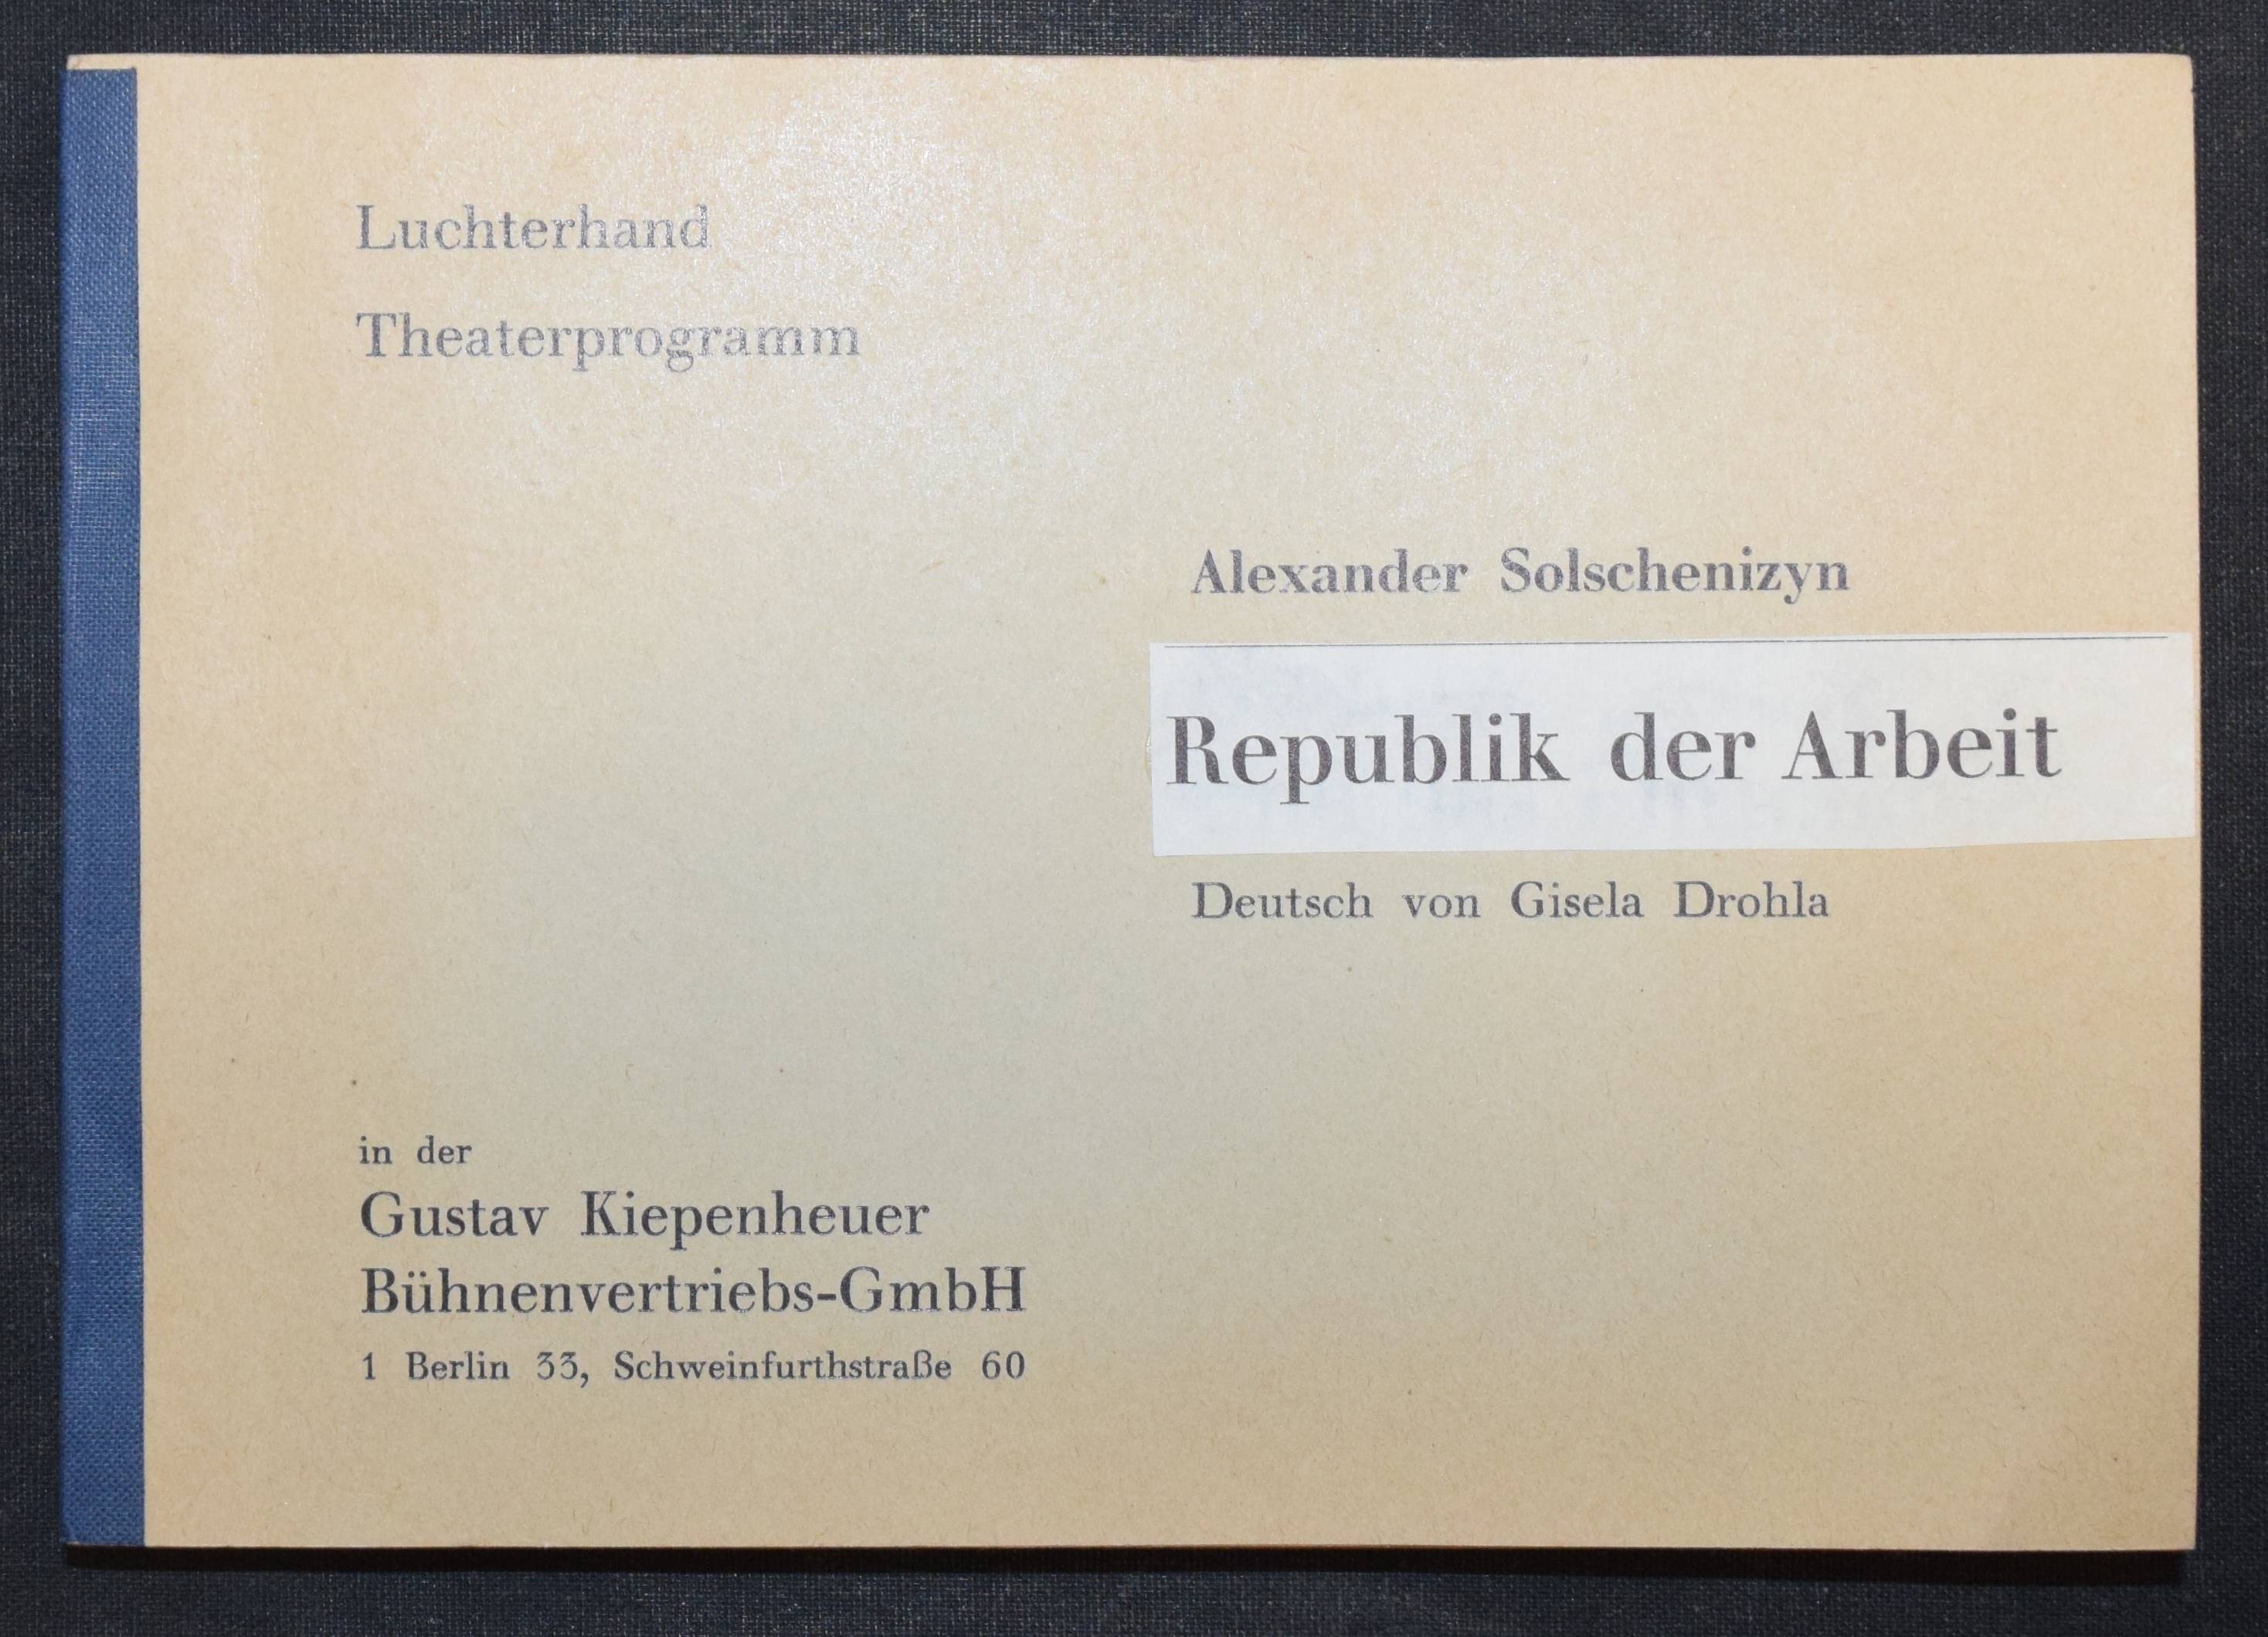 Luchterhand
Theaterprogramm
Alexander Solschenizyn
Republik der Arbeit
Deutsch von Gisela Drohla
in der
Gustav Kiepenheuer
Bühnenvertriebs-GmbH
1 Berlin 33, Schweinfurthstraße 60